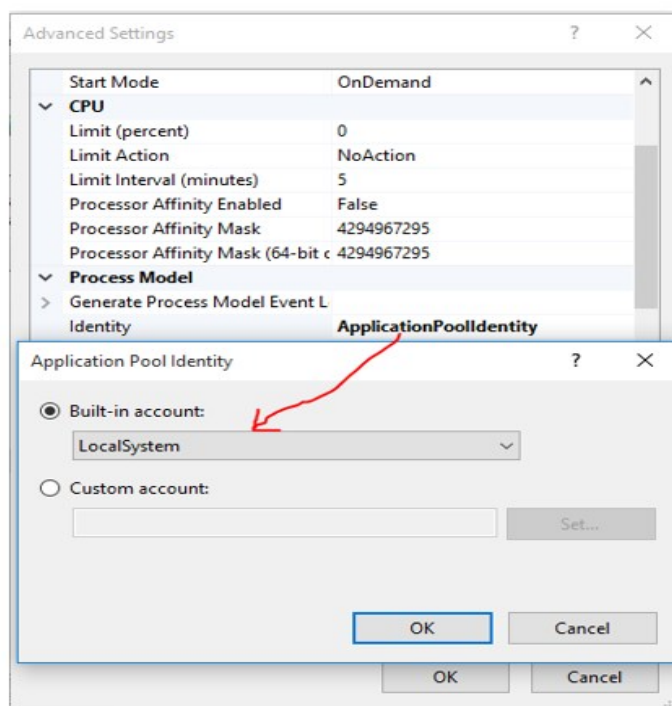 Advanced Settings ?
Start Mode OnDemand
CPU
Limit (percent) 0
Limit Action NoAction
Limit Interval (minutes) 5
Processor Affinity Enabled False
Processor Affinity Mask 4294967295
Processor Affinity Mask (64-bit c 4294967295
Process Model
Generate Process Model Event L
Identity ApplicationPoolIdentity
Application Pool Identity ?
Built-in account:
LocalSystem
Custom account:
Set...
OK Cancel
OK Cancel